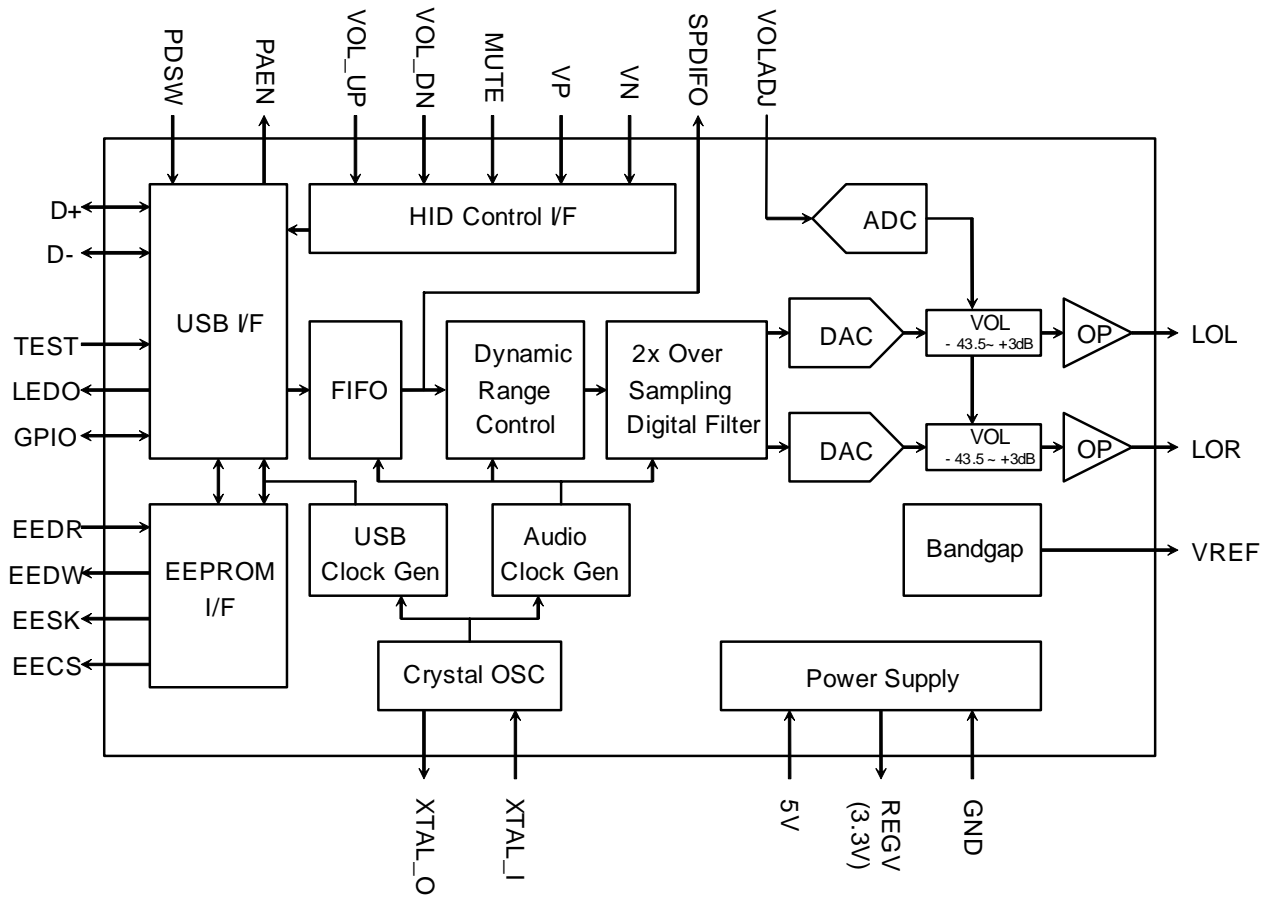 PDSW
PAEN
VOL_UP
VOL_DN
MUTE
VP
VN
SPDIFO
VOLADJ
D+
D-
TEST
LEDO
GPIO
EEDR
EEDW
EESK
EECS
USB I/F
HID Control I/F
ADC
FIFO
Dynamic
Range
Control
2x Over
Sampling
Digital Filter
DAC
VOL
- 43.5~ +3dB
OP
LOL
DAC
VOL
- 43.5 ~ +3dB
OP
LOR
EEPROM
I/F
USB
Clock Gen
Audio
Clock Gen
Bandgap
VREF
Crystal OSC
Power Supply
XTAL_O
XTAL_I
5V
REGV
(3.3V)
GND